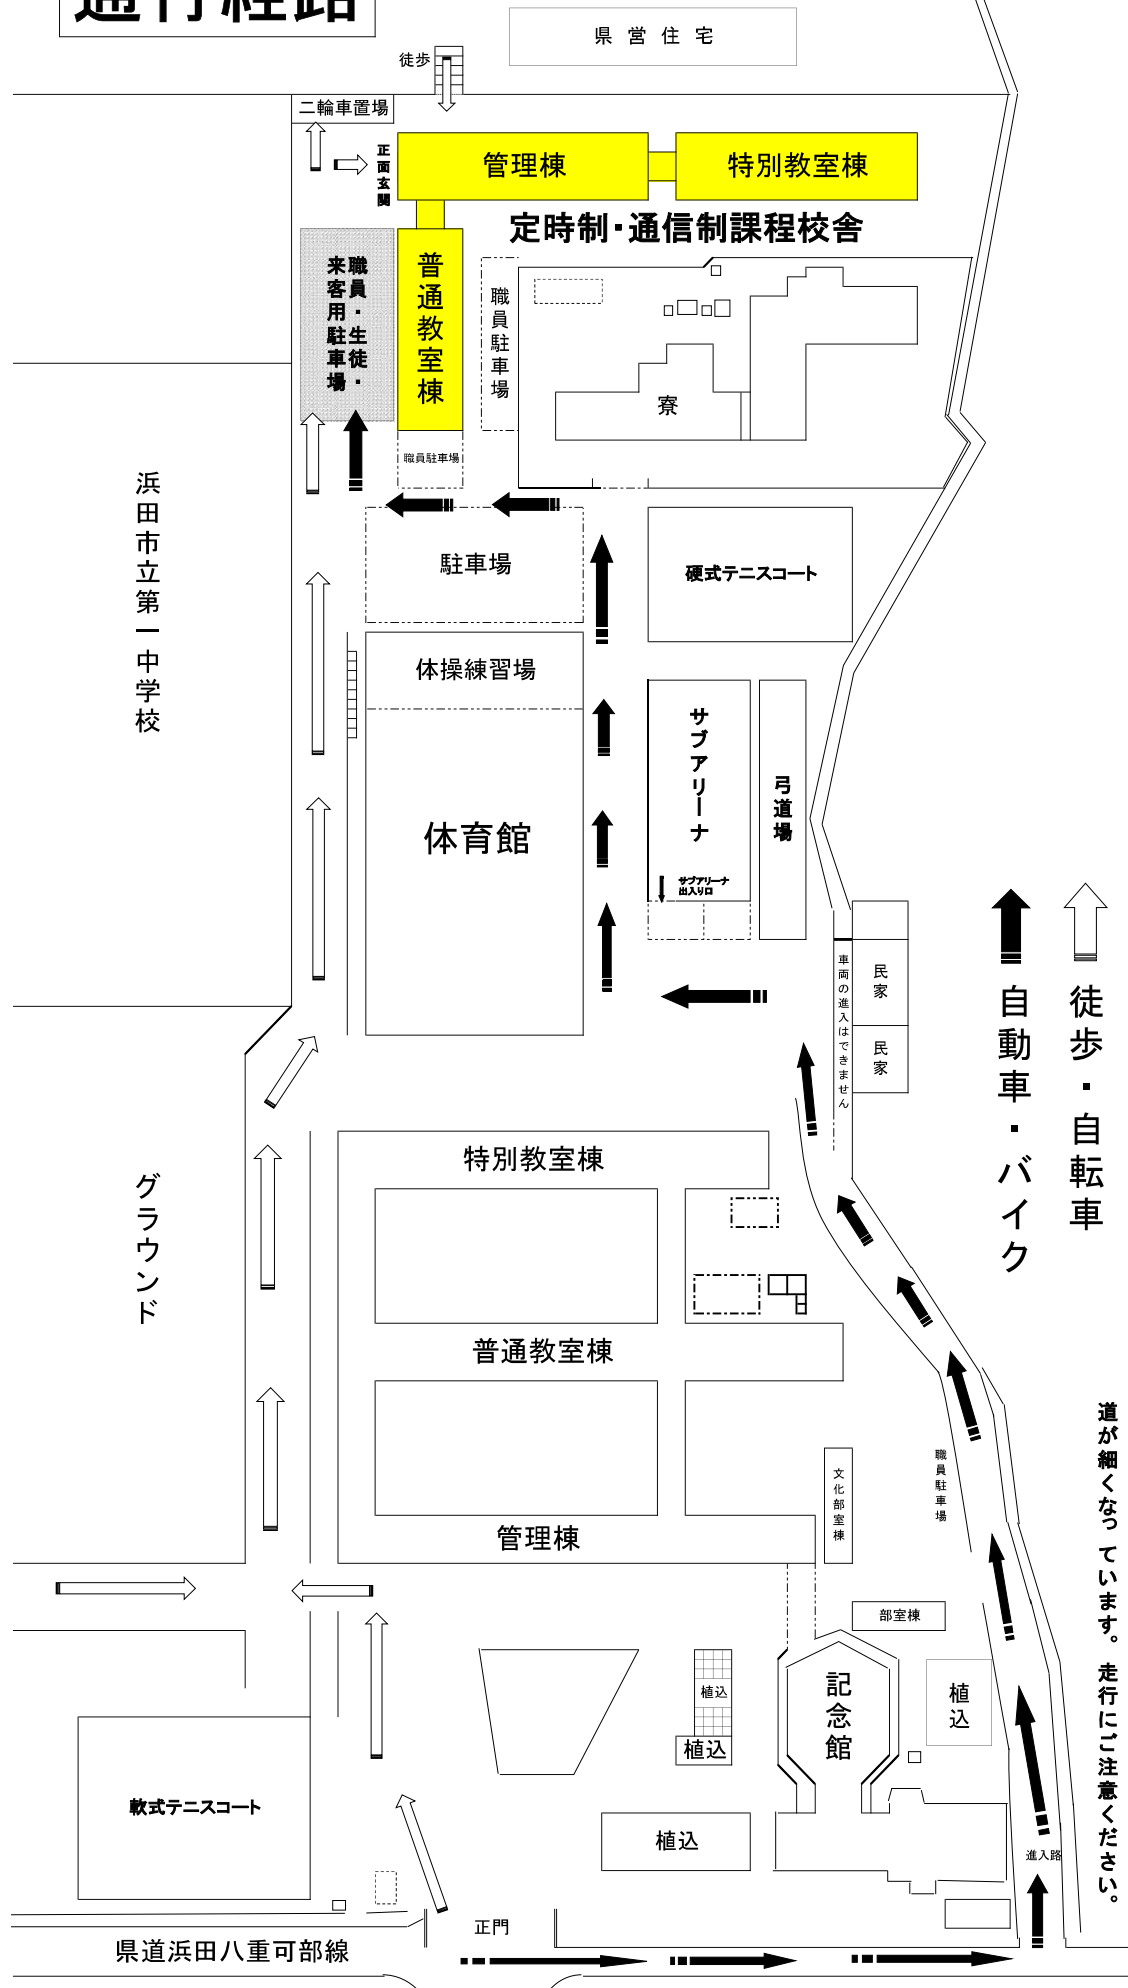 通行経路
県営住宅
徒歩
二輪車置場
正面玄関
管理棟
特別教室棟
定時制・通信制課程校舎
職員・生徒・
来客用駐車場
普通教室棟
職員駐車場
寮
職員駐車場
浜田市立第一中学校
駐車場
硬式テニスコート
体操練習場
サブアリーナ
弓道場
体育館
サブアリーナ
出入り口
車両の進入はできません
民家
民家
徒歩・自転車
自動車・バイク
特別教室棟
グラウンド
普通教室棟
道が細くなっています。走行にご注意ください。
職員駐車場
文化部室棟
管理棟
部室棟
記念館
植込
植込
植込
軟式テニスコート
植込
進入路
正門
県道浜田八重可部線